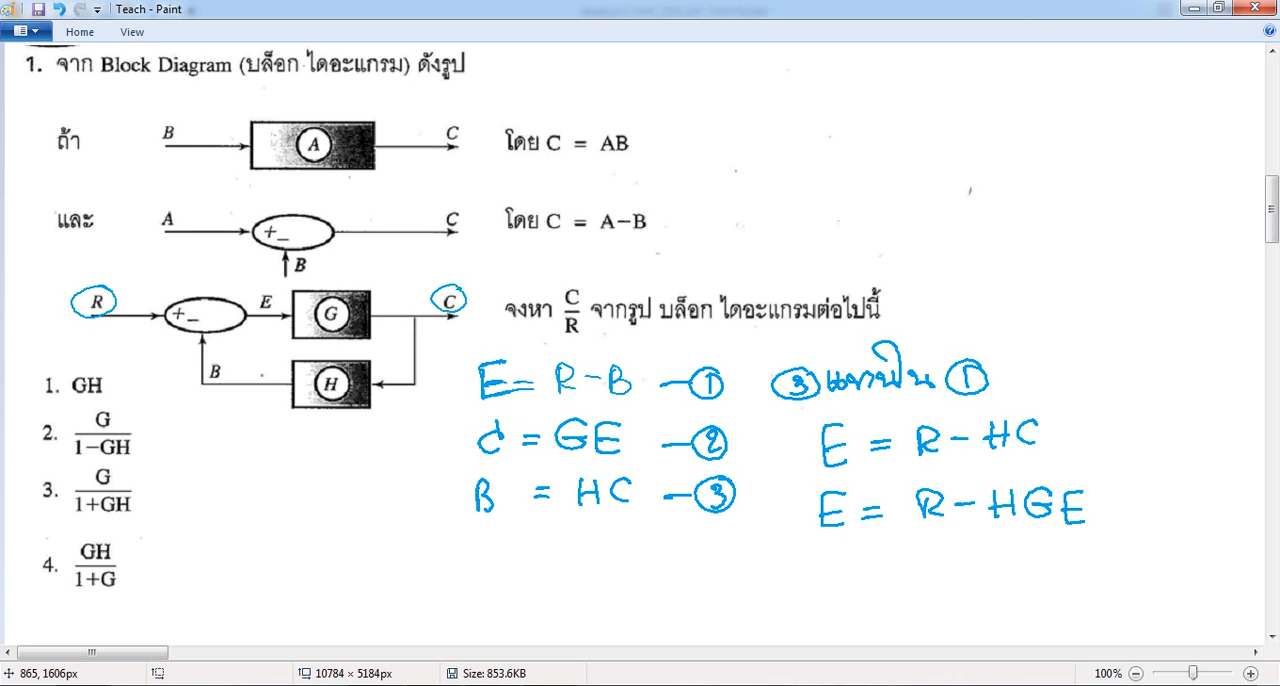 Teach - Paint
Home View
1. จาก Block Diagram (บล็อก ไดอะแกรม) ดังรูป
ถ้า B A C โดย C = AB
และ A + − B C โดย C = A−B
R + − E G C จงหา C/R จากรูป บล็อก ไดอะแกรมต่อไปนี้
B H
1. GH
2. G/1−GH
3. G/1+GH
4. GH/1+G
E = R − B — ①
C = GE — ②
B = HC — ③
③ แทนใน ①
E = R − HC
E = R − HGE
865, 1606px 10784 × 5184px Size: 853.6KB 100%